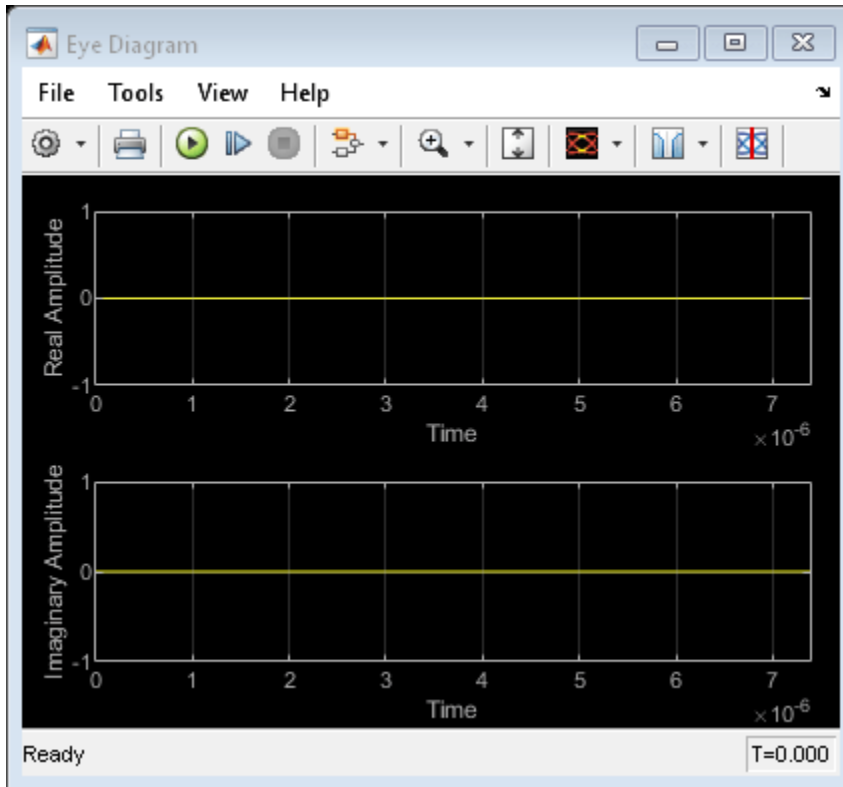 Eye Diagram
File Tools View Help
1
0
-1
Real Amplitude
0 1 2 3 4 5 6 7
Time
×10-6
1
0
-1
Imaginary Amplitude
0 1 2 3 4 5 6 7
Time
×10-6
Ready T=0.000